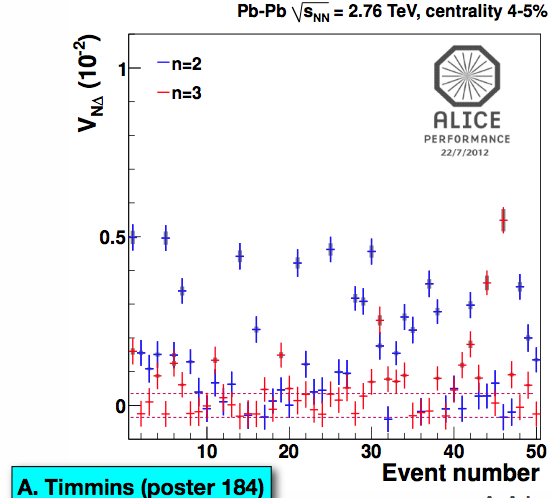 Pb-Pb √sNN = 2.76 TeV, centrality 4-5%
VNΔ (10-2)
n=2
n=3
ALICE
PERFORMANCE
22/7/2012
1
0.5
0
10 20 30 40 50
Event number
A. Timmins (poster 184)